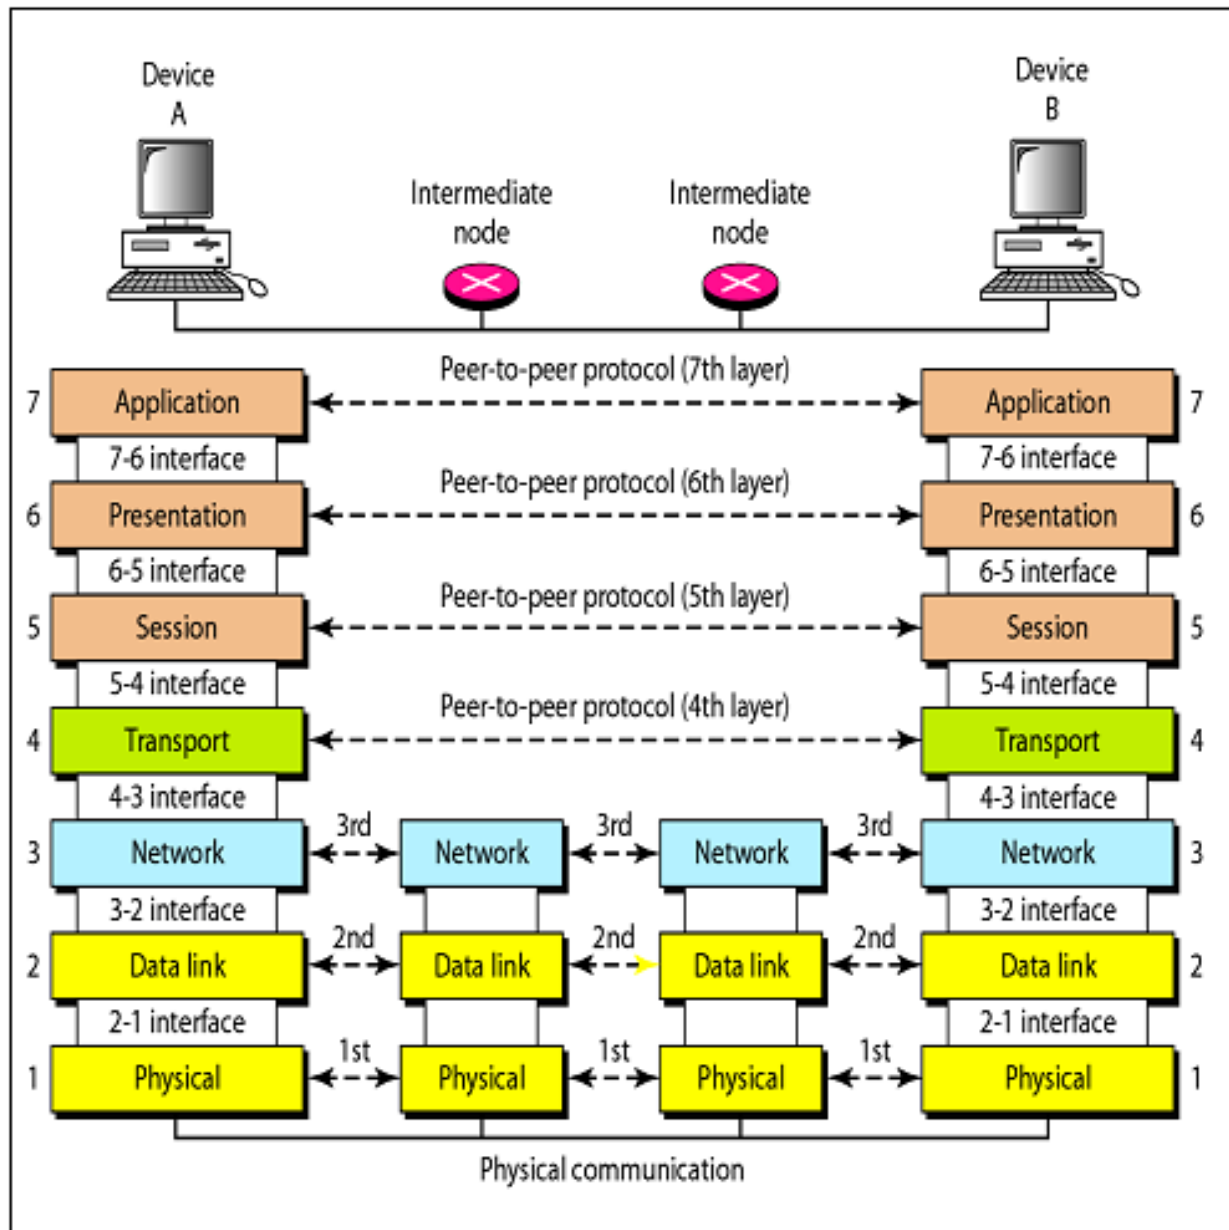 Device
A
Device
B
Intermediate
node
Intermediate
node
Peer-to-peer protocol (7th layer)
7 Application Application 7
7-6 interface 7-6 interface
Peer-to-peer protocol (6th layer)
6 Presentation Presentation 6
6-5 interface 6-5 interface
Peer-to-peer protocol (5th layer)
5 Session Session 5
5-4 interface 5-4 interface
Peer-to-peer protocol (4th layer)
4 Transport Transport 4
4-3 interface 4-3 interface
3rd 3rd 3rd
3 Network Network Network Network 3
3-2 interface 3-2 interface
2nd 2nd 2nd
2 Data link Data link Data link Data link 2
2-1 interface 2-1 interface
1st 1st 1st
1 Physical Physical Physical Physical 1
Physical communication